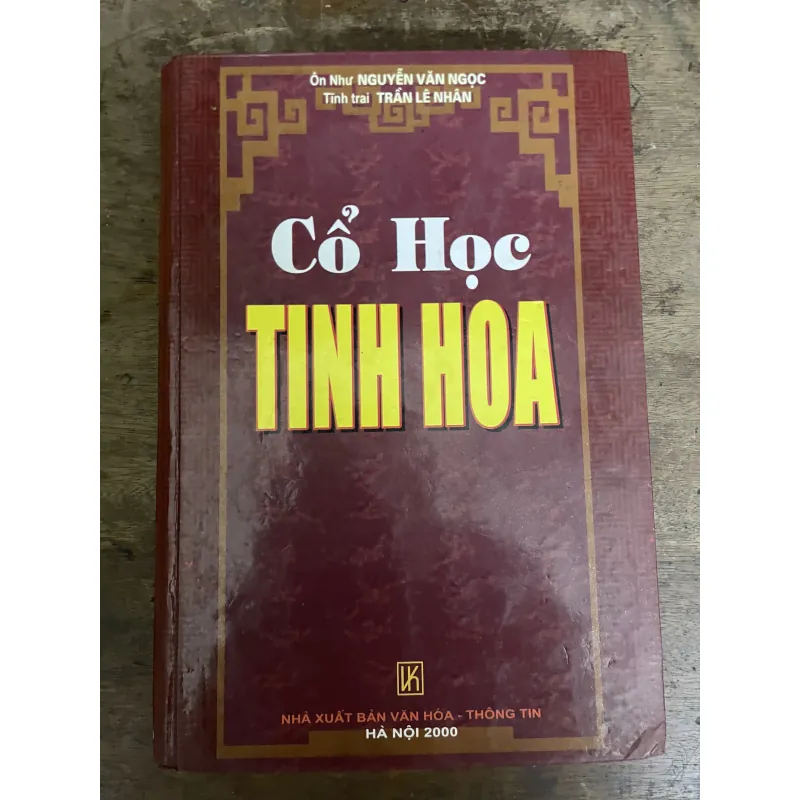 Ôn Như NGUYỄN VĂN NGỌC
Tĩnh trai TRẦN LÊ NHÂN
Cổ Học
TINH HOA
NHÀ XUẤT BẢN VĂN HÓA - THÔNG TIN
HÀ NỘI 2000